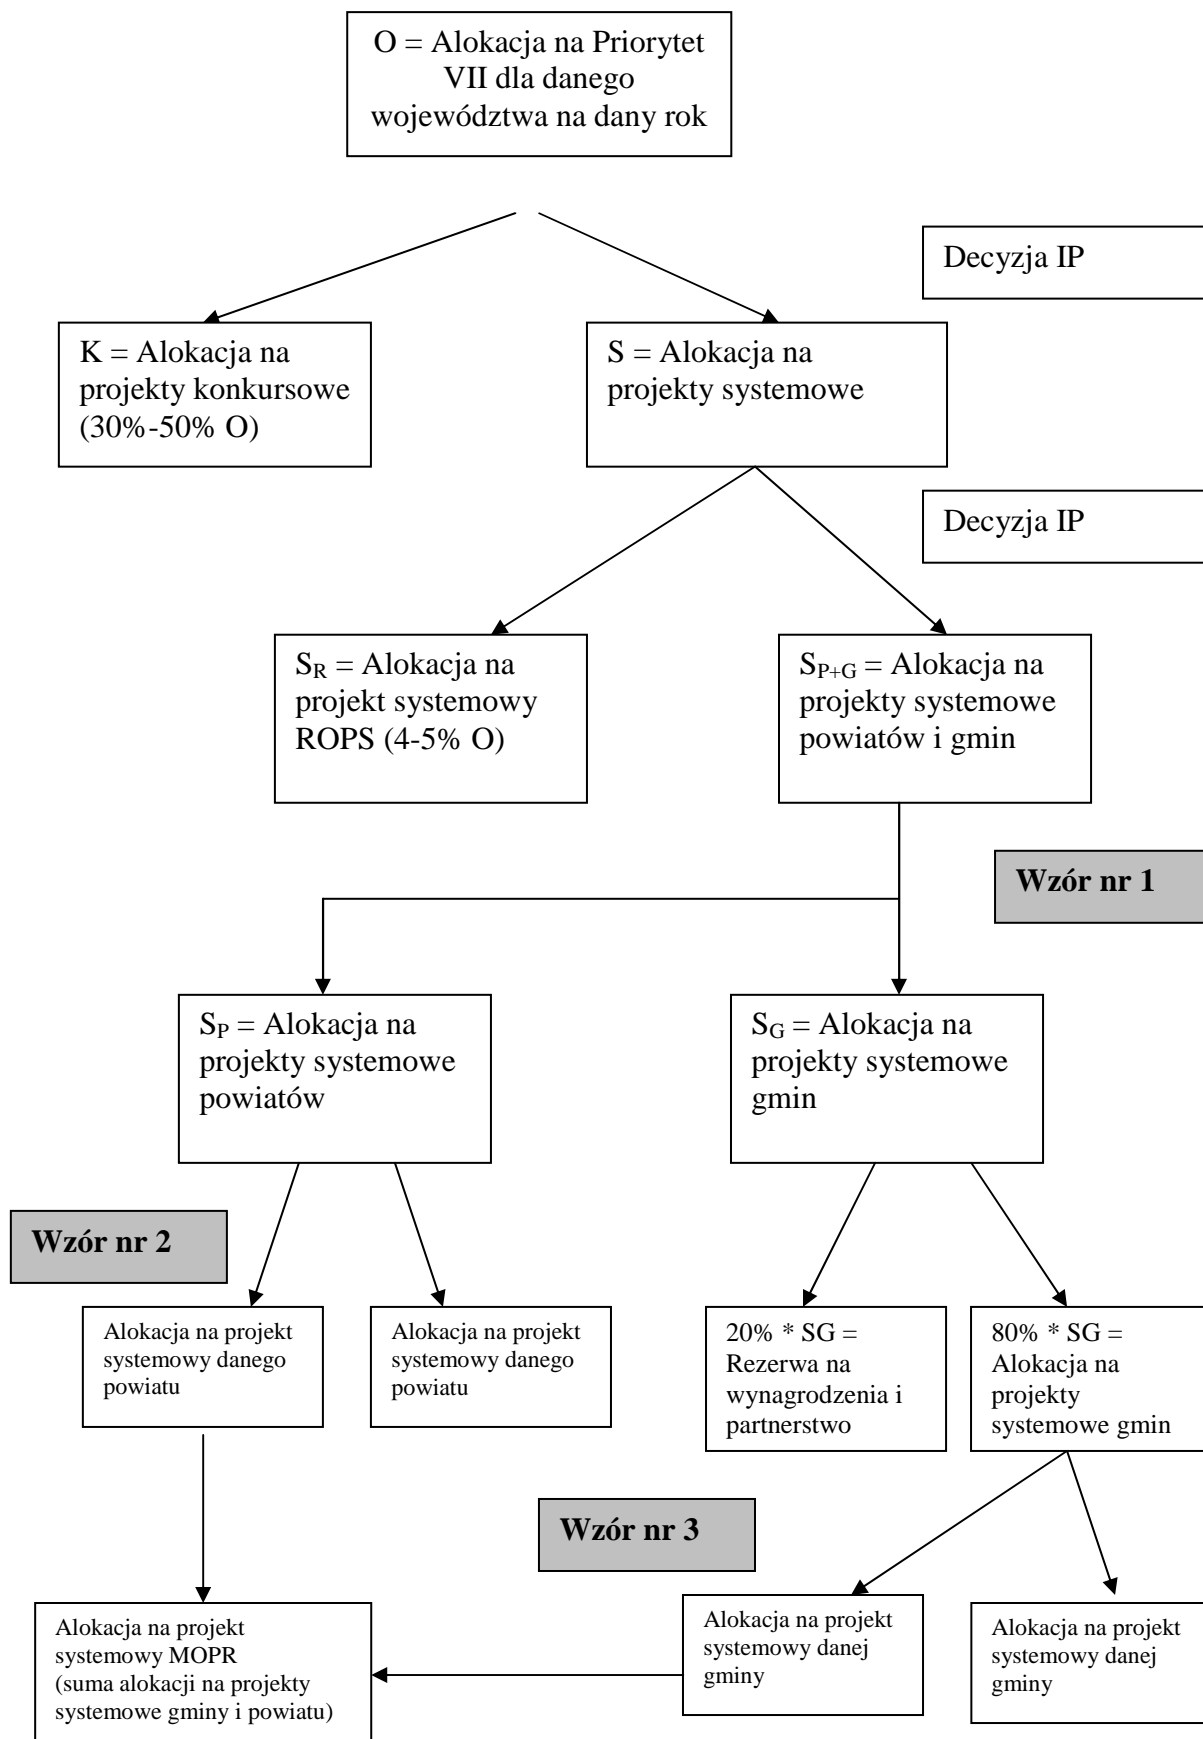 O = Alokacja na Priorytet
VII dla danego
województwa na dany rok
Decyzja IP
K = Alokacja na
projekty konkursowe
(30%-50% O)
S = Alokacja na
projekty systemowe
Decyzja IP
S_R = Alokacja na
projekt systemowy
ROPS (4-5% O)
S_P+G = Alokacja na
projekty systemowe
powiatów i gmin
Wzór nr 1
S_P = Alokacja na
projekty systemowe
powiatów
S_G = Alokacja na
projekty systemowe
gmin
Wzór nr 2
Alokacja na projekt
systemowy danego
powiatu
Alokacja na projekt
systemowy danego
powiatu
20% * SG =
Rezerwa na
wynagrodzenia i
partnerstwo
80% * SG =
Alokacja na
projekty
systemowe gmin
Wzór nr 3
Alokacja na projekt
systemowy MOPR
(suma alokacji na projekty
systemowe gminy i powiatu)
Alokacja na projekt
systemowy danej
gminy
Alokacja na projekt
systemowy danej
gminy